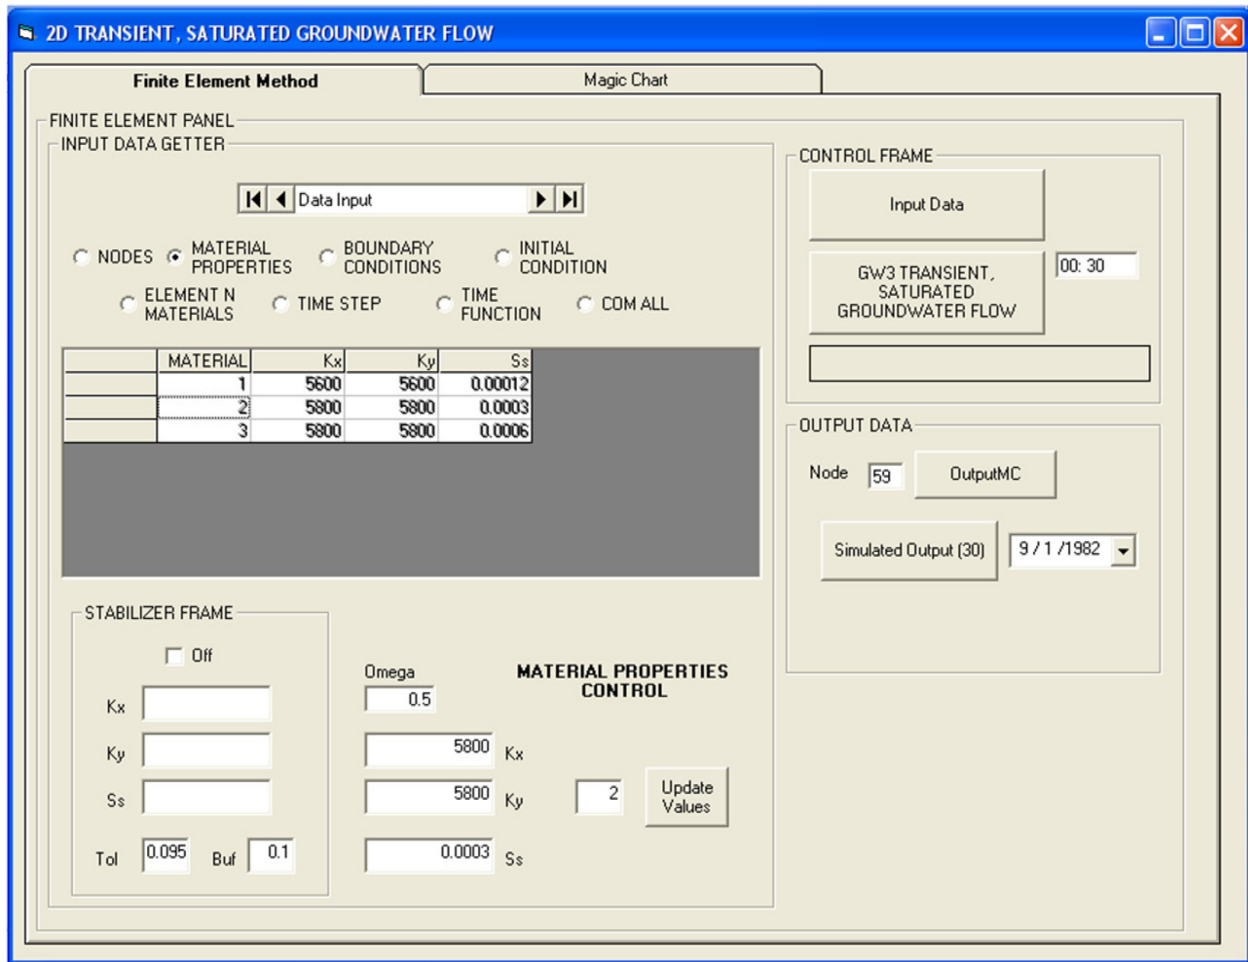 2D TRANSIENT, SATURATED GROUNDWATER FLOW
Finite Element Method
Magic Chart
FINITE ELEMENT PANEL
INPUT DATA GETTER
Data Input
NODES
MATERIAL
PROPERTIES
BOUNDARY
CONDITIONS
INITIAL
CONDITION
ELEMENT N
MATERIALS
TIME STEP
TIME
FUNCTION
COM ALL
MATERIAL Kx Ky Ss
1 5600 5600 0.00012
2 5800 5800 0.0003
3 5800 5800 0.0006
STABILIZER FRAME
Off
Kx
Ky
Ss
Tol 0.095 Buf 0.1
Omega
0.5
MATERIAL PROPERTIES
CONTROL
5800 Kx
5800 Ky
2
Update
Values
0.0003 Ss
CONTROL FRAME
Input Data
GW3 TRANSIENT,
SATURATED
GROUNDWATER FLOW
00: 30
OUTPUT DATA
Node 59 OutputMC
Simulated Output (30) 9 / 1 /1982